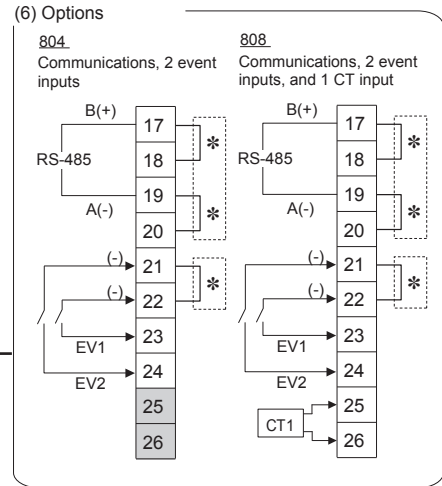 (6) Options
804
Communications, 2 event
inputs
B(+)
RS-485
A(-)
(-)
(-)
EV1
EV2
17
18
19
20
21
22
23
24
25
26
*
*
*
808
Communications, 2 event
inputs, and 1 CT input
B(+)
RS-485
A(-)
(-)
(-)
EV1
EV2
CT1
17
18
19
20
21
22
23
24
25
26
*
*
*